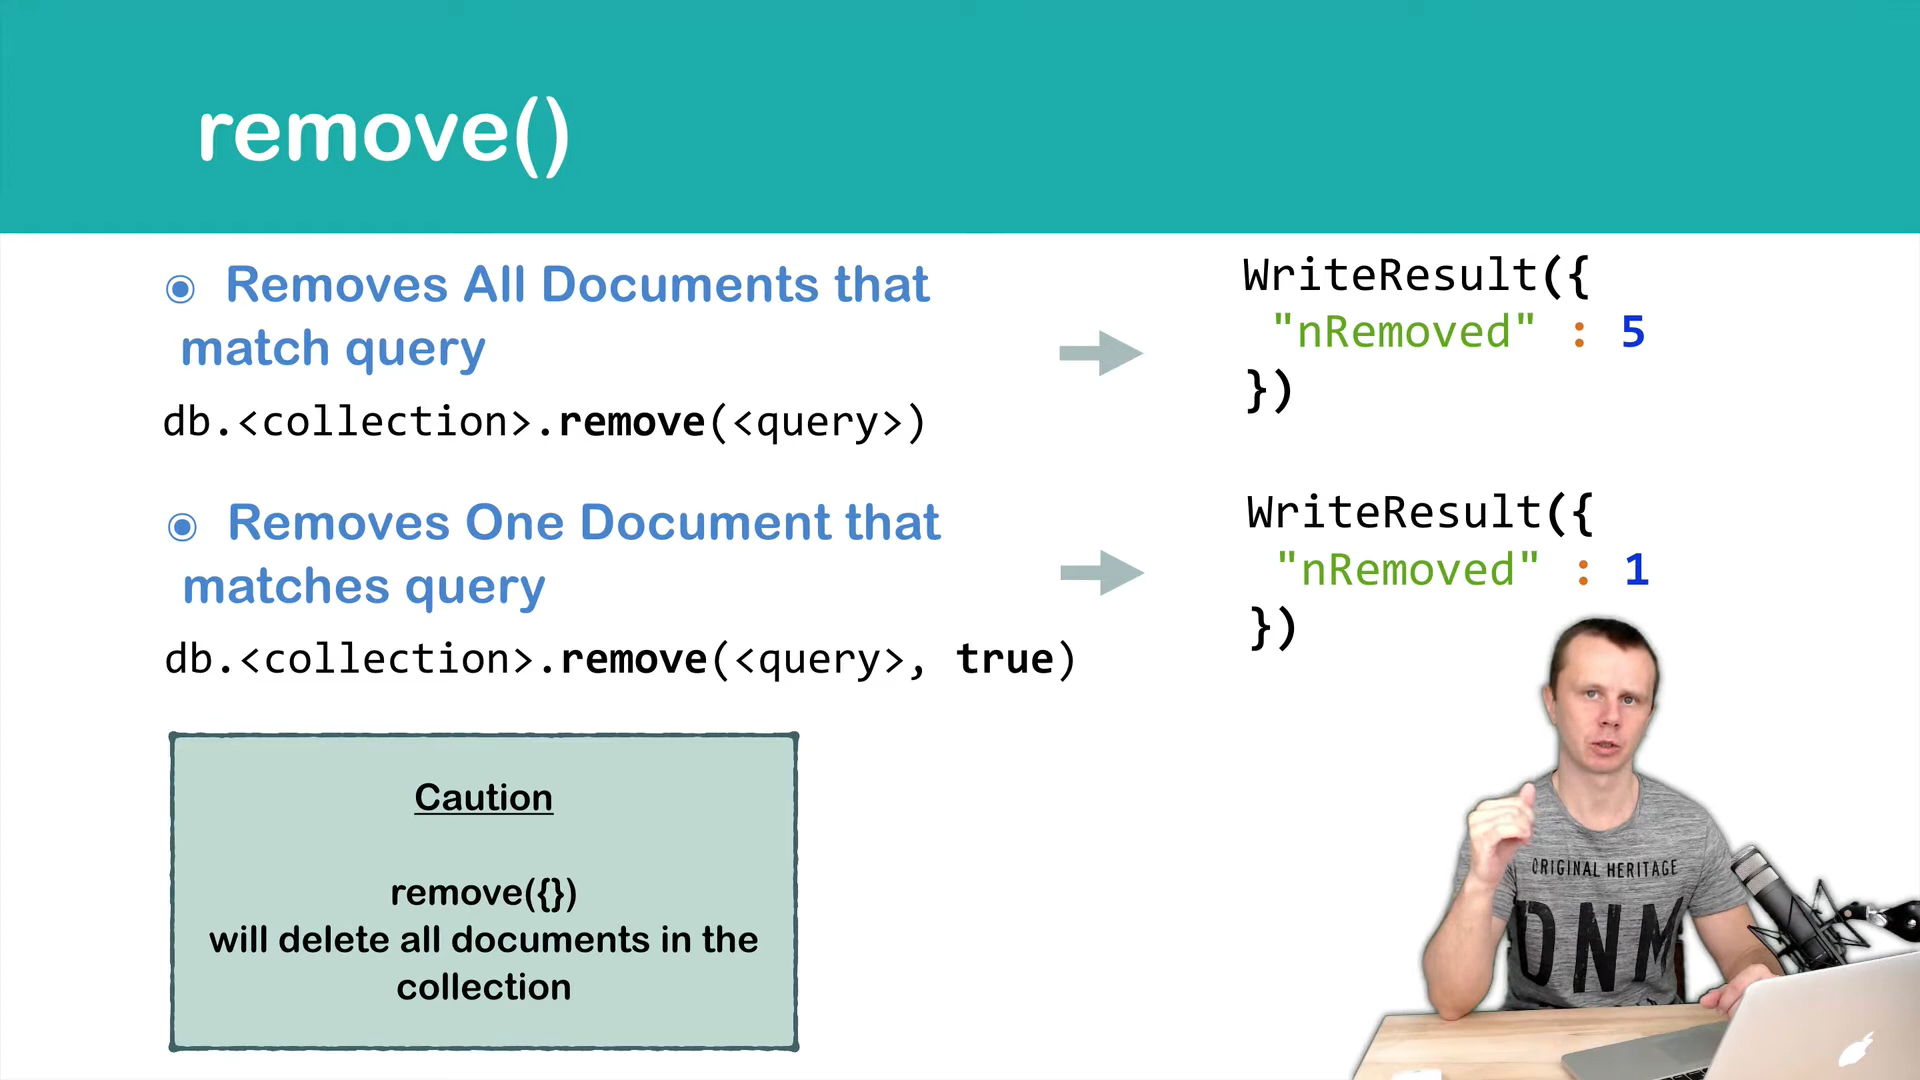 remove()
Removes All Documents that
match query
db.<collection>.remove(<query>)
WriteResult({
"nRemoved" : 5
})
Removes One Document that
matches query
db.<collection>.remove(<query>, true)
WriteResult({
"nRemoved" : 1
})
Caution
remove({})
will delete all documents in the
collection
ORIGINAL HERITAGE
DNM